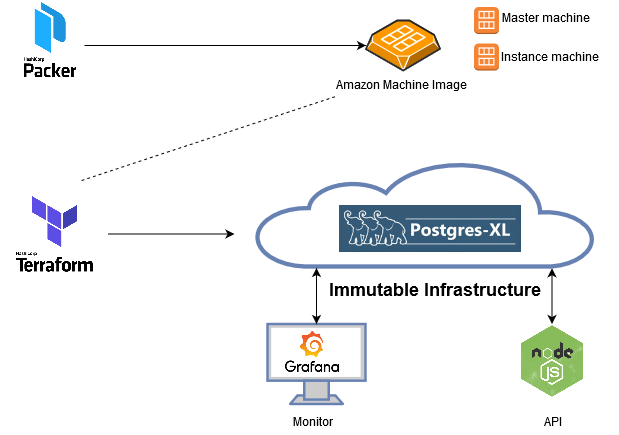 Master machine
HashiCorp
Packer
Instance machine
Amazon Machine Image
HashiCorp
Terraform
Postgres-XL
Immutable Infrastructure
Grafana
node
JS
Monitor
API